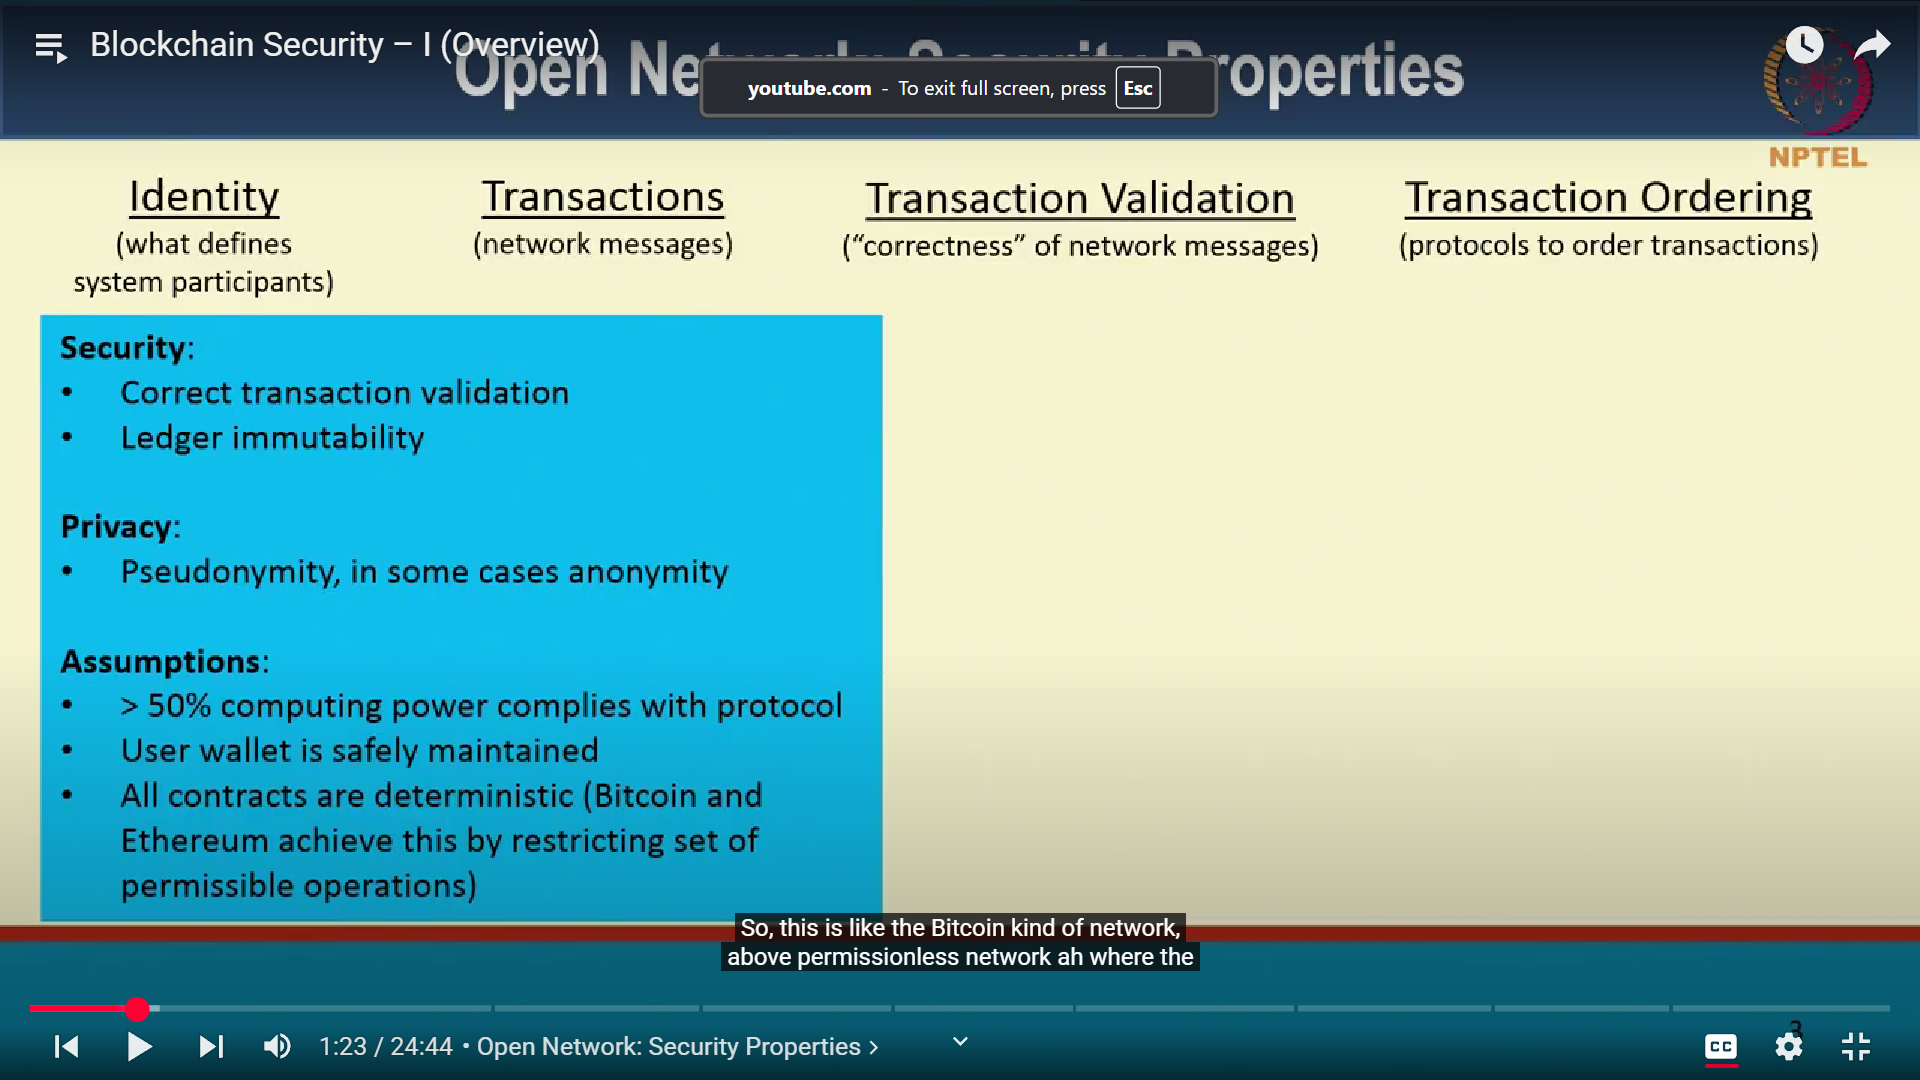 Blockchain Security – I (Overview)
Open Network: Security Properties
youtube.com - To exit full screen, press Esc
NPTEL
Identity
(what defines
system participants)
Transactions
(network messages)
Transaction Validation
(“correctness” of network messages)
Transaction Ordering
(protocols to order transactions)
Security:
• Correct transaction validation
• Ledger immutability
Privacy:
• Pseudonymity, in some cases anonymity
Assumptions:
• > 50% computing power complies with protocol
• User wallet is safely maintained
• All contracts are deterministic (Bitcoin and
Ethereum achieve this by restricting set of
permissible operations)
So, this is like the Bitcoin kind of network,
above permissionless network ah where the
3
1:23 / 24:44 • Open Network: Security Properties ›
CC